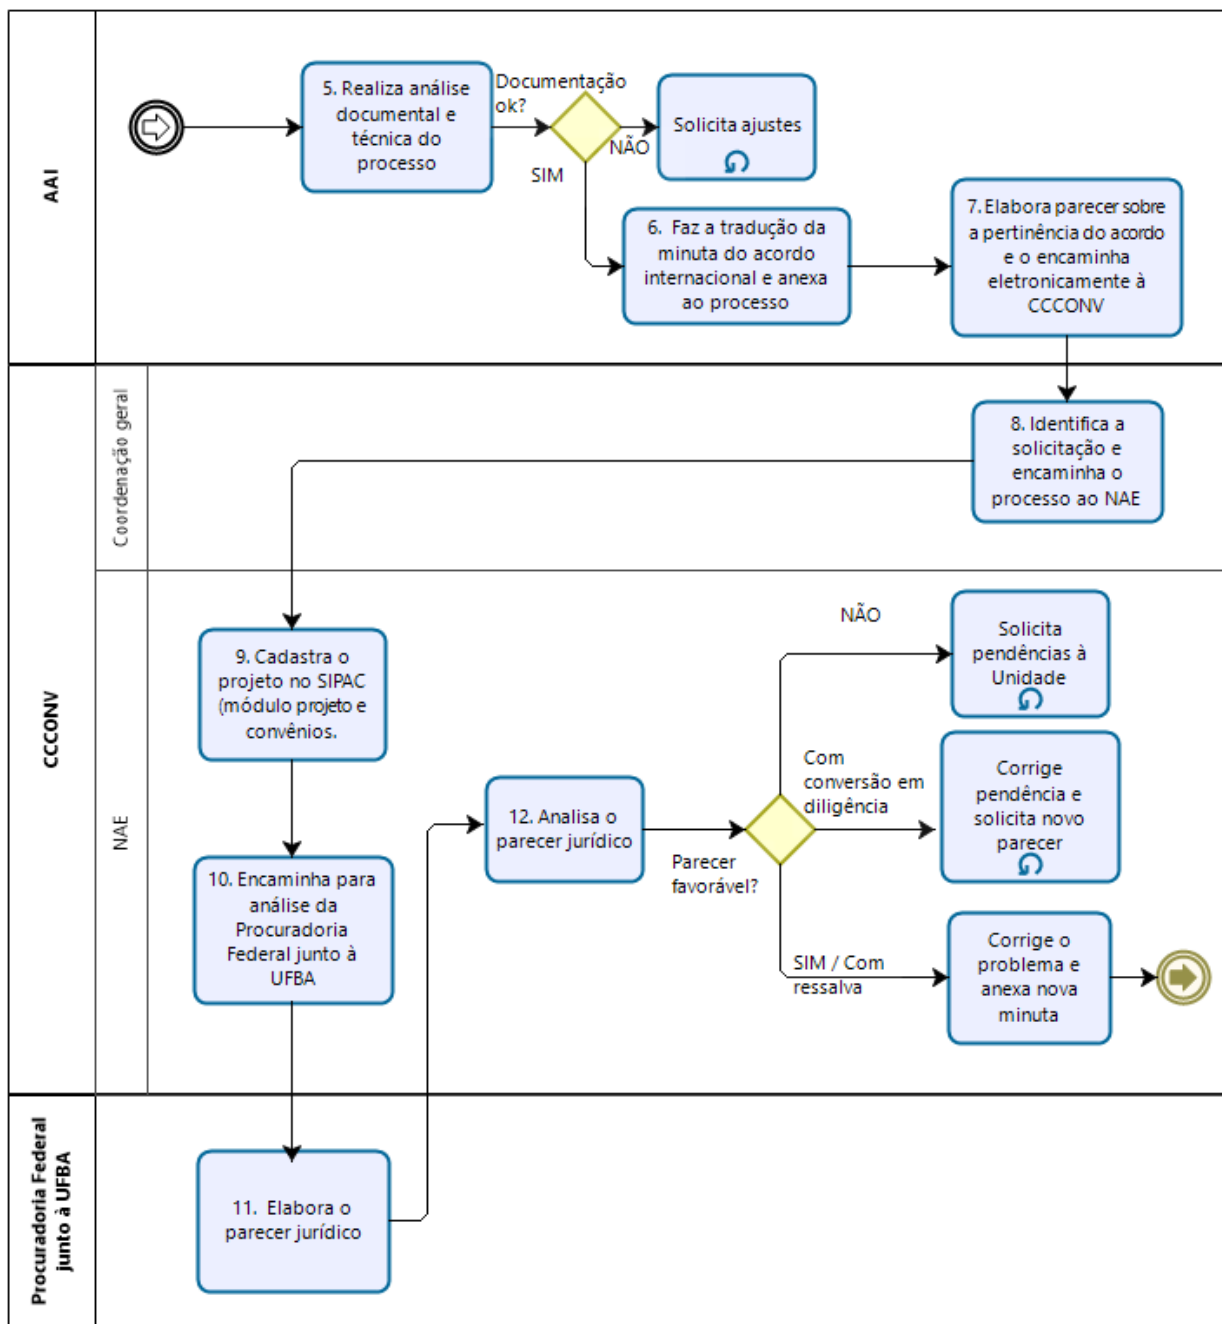 AAI
5. Realiza análise
documental e
técnica do
processo
Documentação
ok?
NÃO
SIM
Solicita ajustes
6. Faz a tradução da
minuta do acordo
internacional e anexa
ao processo
7. Elabora parecer sobre
a pertinência do acordo
e o encaminha
eletronicamente à
CCCONV
CCCONV
Coordenação geral
8. Identifica a
solicitação e
encaminha o
processo ao NAE
NAE
9. Cadastra o
projeto no SIPAC
(módulo projeto e
convênios.
10. Encaminha para
análise da
Procuradoria
Federal junto à
UFBA
12. Analisa o
parecer jurídico
Parecer
favorável?
NÃO
Solicita
pendências à
Unidade
Com
conversão em
diligência
Corrige
pendência e
solicita novo
parecer
SIM / Com
ressalva
Corrige o
problema e
anexa nova
minuta
Procuradoria Federal
junto à UFBA
11. Elabora o
parecer jurídico